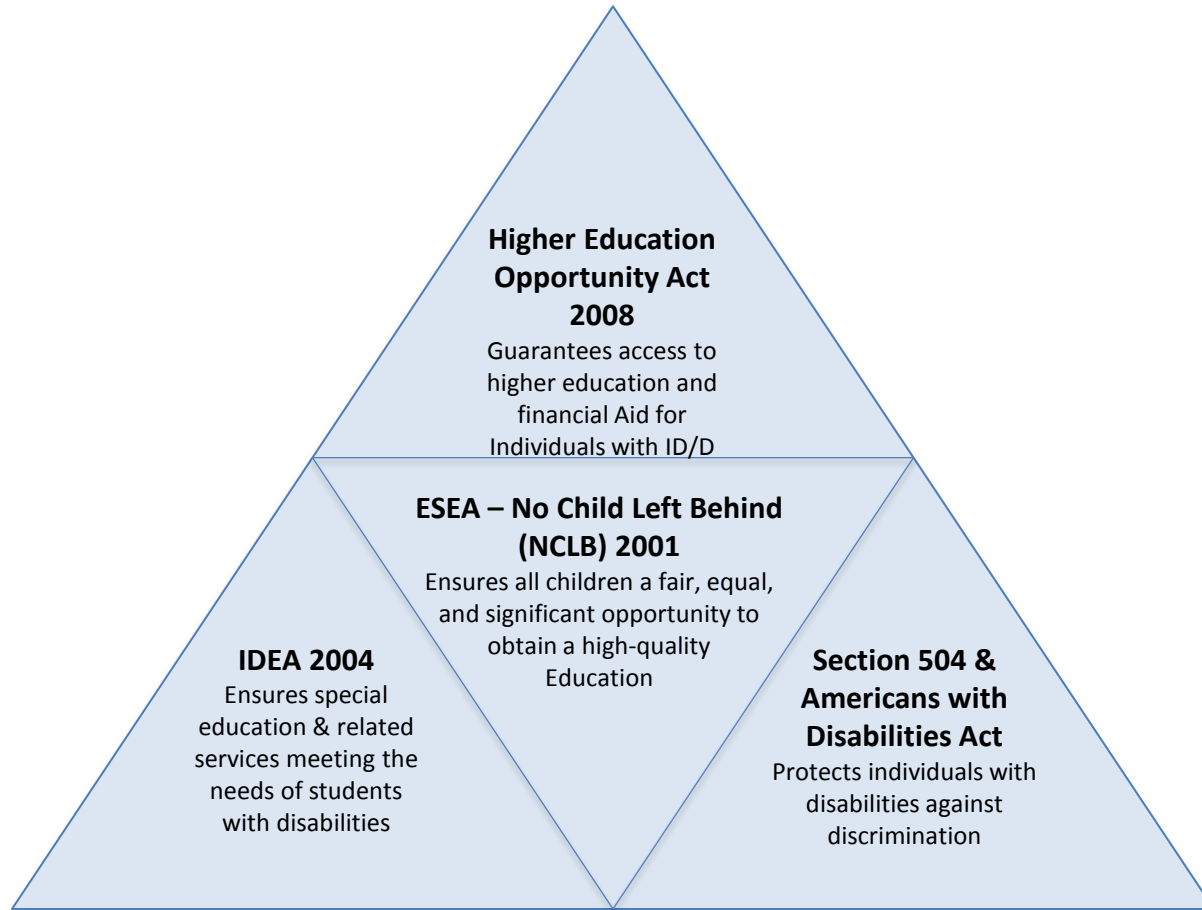 Higher Education
Opportunity Act
2008
Guarantees access to
higher education and
financial Aid for
Individuals with ID/D
ESEA – No Child Left Behind
(NCLB) 2001
Ensures all children a fair, equal,
and significant opportunity to
obtain a high-quality
Education
IDEA 2004
Ensures special
education & related
services meeting the
needs of students
with disabilities
Section 504 &
Americans with
Disabilities Act
Protects individuals with
disabilities against
discrimination